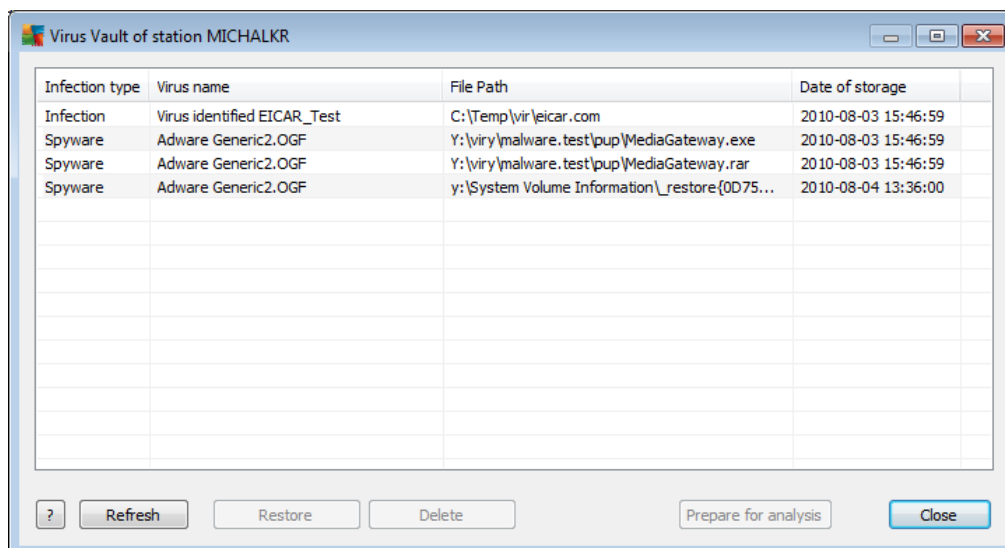 Virus Vault of station MICHALKR
Infection type Virus name File Path Date of storage
Infection Virus identified EICAR_Test C:\Temp\vir\eicar.com 2010-08-03 15:46:59
Spyware Adware Generic2.OGF Y:\viry\malware.test\pup\MediaGateway.exe 2010-08-03 15:46:59
Spyware Adware Generic2.OGF Y:\viry\malware.test\pup\MediaGateway.rar 2010-08-03 15:46:59
Spyware Adware Generic2.OGF y:\System Volume Information\_restore{0D75... 2010-08-04 13:36:00
? Refresh Restore Delete Prepare for analysis Close